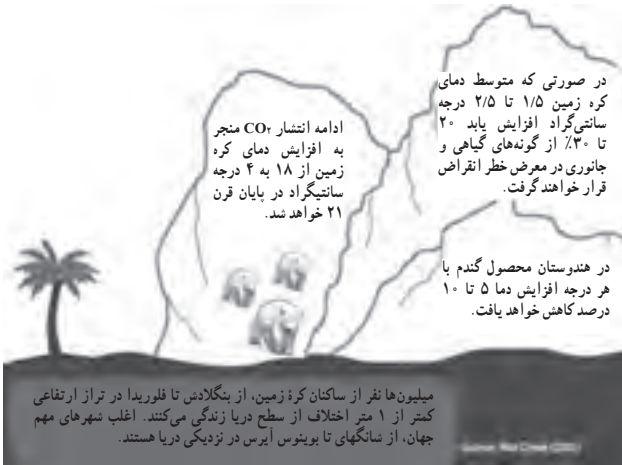 در صورتی که متوسط دمای
کره زمین ۱/۵ تا ۲/۵ درجه
سانتی‌گراد افزایش یابد ۲۰
تا ۳۰٪ از گونه‌های گیاهی و
جانوری در معرض خطر انقراض
قرار خواهند گرفت.
ادامه انتشار CO۲ منجر
به افزایش دمای کره
زمین از ۱۸ به ۴ درجه
سانتیگراد در پایان قرن
۲۱ خواهد شد.
در هندوستان محصول گندم با
هر درجه افزایش دما ۵ تا ۱۰
درصد کاهش خواهد یافت.
میلیون‌ها نفر از ساکنان کرهٔ زمین، از بنگلادش تا فلوریدا در تراز ارتفاعی
کمتر از ۱ متر اختلاف از سطح دریا زندگی می‌کنند. اغلب شهرهای مهم
جهان، از شانگهای تا بوینوس آیرس در نزدیکی دریا هستند.